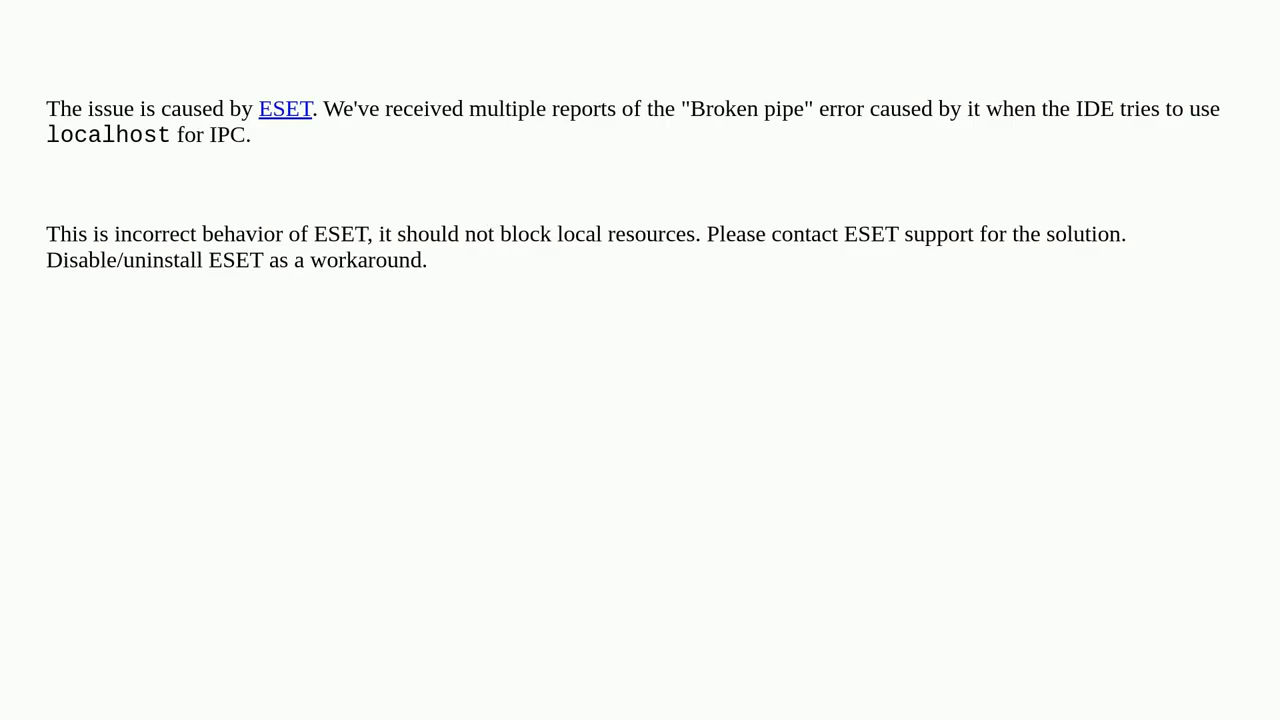 The issue is caused by ESET. We've received multiple reports of the "Broken pipe" error caused by it when the IDE tries to use
localhost for IPC.
This is incorrect behavior of ESET, it should not block local resources. Please contact ESET support for the solution.
Disable/uninstall ESET as a workaround.